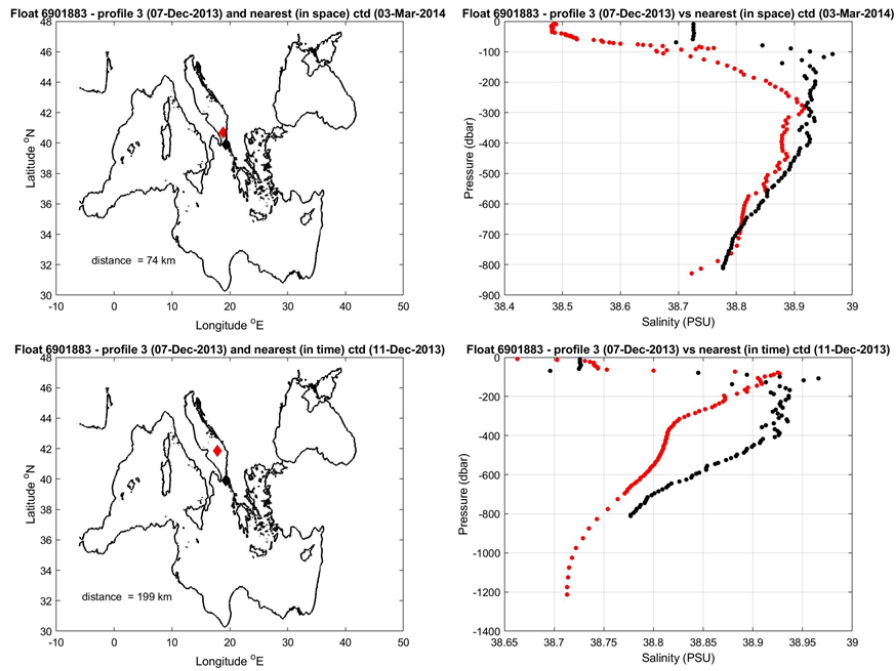 Float 6901883 - profile 3 (07-Dec-2013) and nearest (in space) ctd (03-Mar-2014
Float 6901883 - profile 3 (07-Dec-2013) vs nearest (in space) ctd (03-Mar-2014)
48
46
44
42
40
38
36
34
32
30
Latitude °N
distance = 74 km
-10 0 10 20 30 40 50
Longitude °E
0
-100
-200
-300
-400
-500
-600
-700
-800
-900
Pressure (dbar)
38.4 38.5 38.6 38.7 38.8 38.9 39
Salinity (PSU)
Float 6901883 - profile 3 (07-Dec-2013) and nearest (in time) ctd (11-Dec-2013)
Float 6901883 - profile 3 (07-Dec-2013) vs nearest (in time) ctd (11-Dec-2013)
48
46
44
42
40
38
36
34
32
30
Latitude °N
distance = 199 km
-10 0 10 20 30 40 50
Longitude °E
0
-200
-400
-600
-800
-1000
-1200
-1400
Pressure (dbar)
38.65 38.7 38.75 38.8 38.85 38.9 38.95 39
Salinity (PSU)